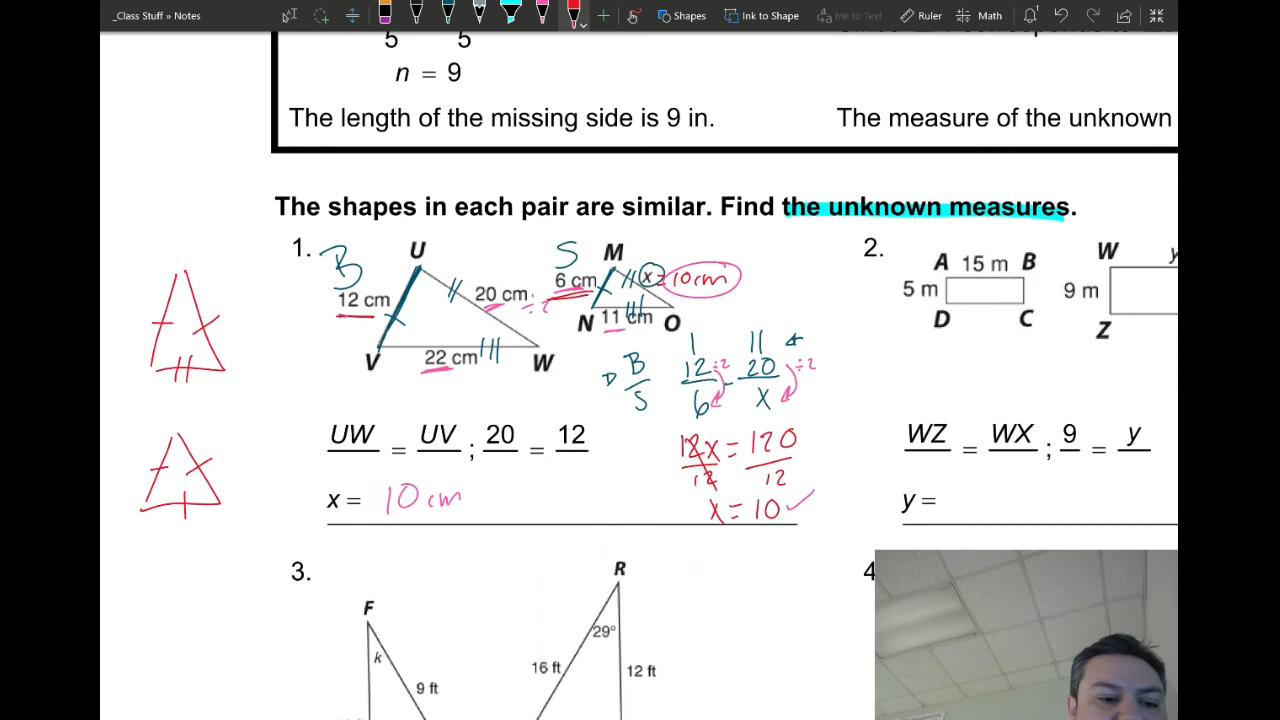 _Class Stuff » Notes
Shapes
Ink to Shape
Ink to Text
Ruler
Math
5 5
n = 9
The length of the missing side is 9 in.
The measure of the unknown
The shapes in each pair are similar. Find the unknown measures.
1.
B
U
12 cm
20 cm
÷2
V
22 cm
W
S
M
6 cm
x = 10 cm
N
11 cm
O
B/S 12/6 = 20/x
÷2 ÷2
12x = 120
12 12
x = 10 ✓
UW = UV ; 20 = 12
x = 10 cm
2.
A 15 m B
5 m
D C
W y
9 m
Z
WZ = WX ; 9 = y
y =
3.
F
k
9 ft
R
29°
16 ft
12 ft
4